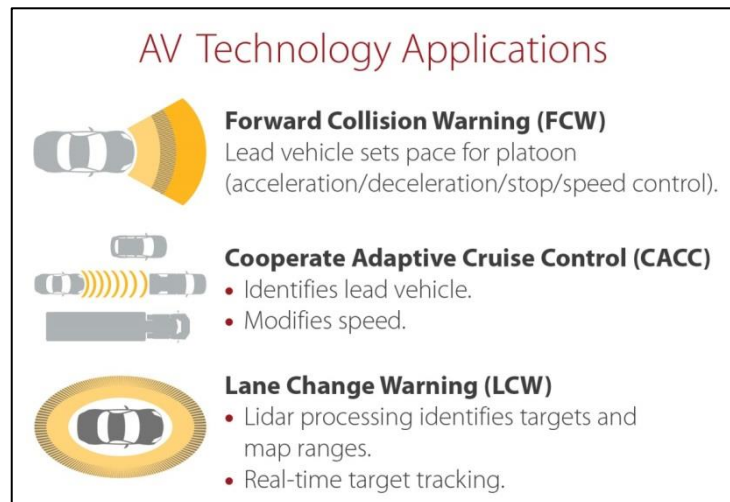 AV Technology Applications
Forward Collision Warning (FCW)
Lead vehicle sets pace for platoon
(acceleration/deceleration/stop/speed control).
Cooperate Adaptive Cruise Control (CACC)
• Identifies lead vehicle.
• Modifies speed.
Lane Change Warning (LCW)
• Lidar processing identifies targets and
map ranges.
• Real-time target tracking.